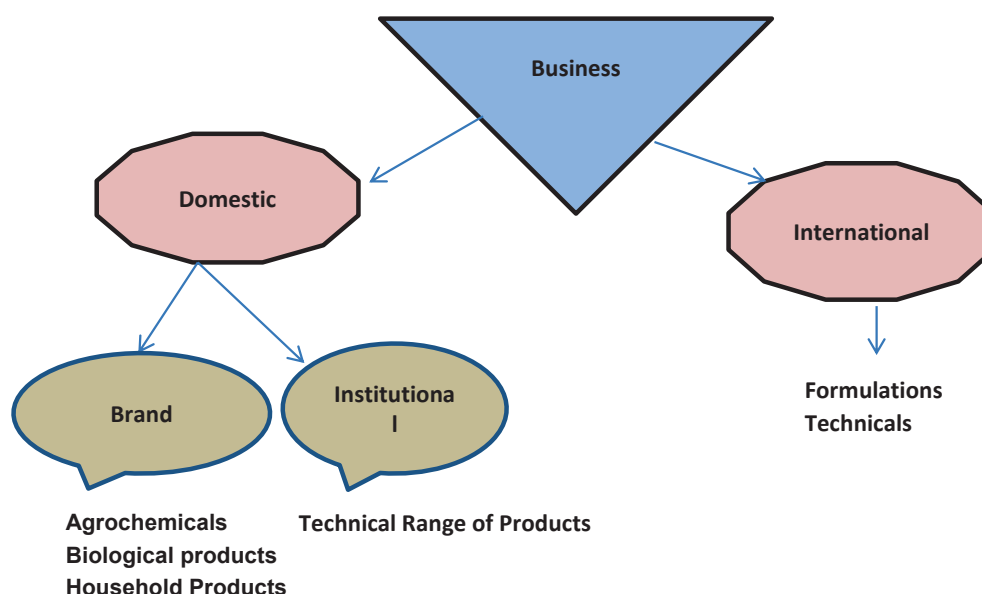 Business
Domestic
International
Brand
Institutiona
l
Formulations
Technicals
Agrochemicals
Biological products
Household Products
Technical Range of Products